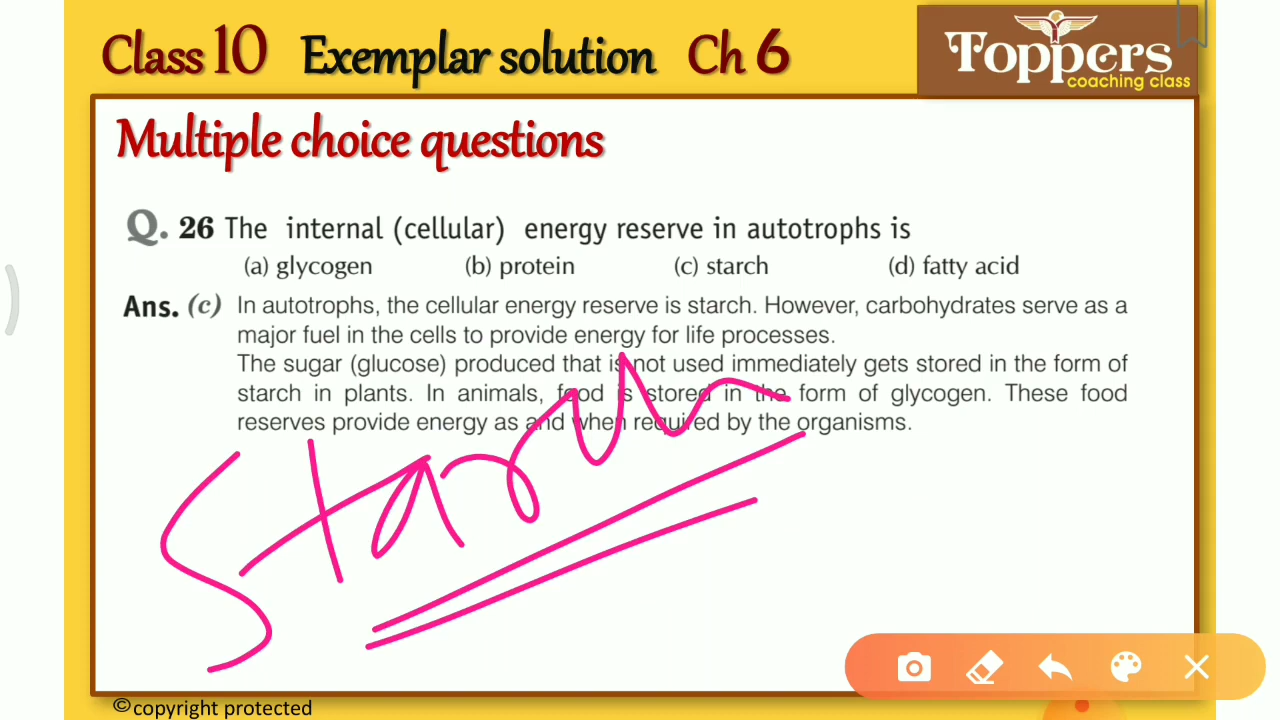 Class 10 Exemplar solution Ch 6
Toppers
coaching class
Multiple choice questions
Q. 26 The internal (cellular) energy reserve in autotrophs is
(a) glycogen (b) protein (c) starch (d) fatty acid
Ans. (c) In autotrophs, the cellular energy reserve is starch. However, carbohydrates serve as a
major fuel in the cells to provide energy for life processes.
The sugar (glucose) produced that is not used immediately gets stored in the form of
starch in plants. In animals, food is stored in the form of glycogen. These food
reserves provide energy as and when required by the organisms.
Starch
©copyright protected